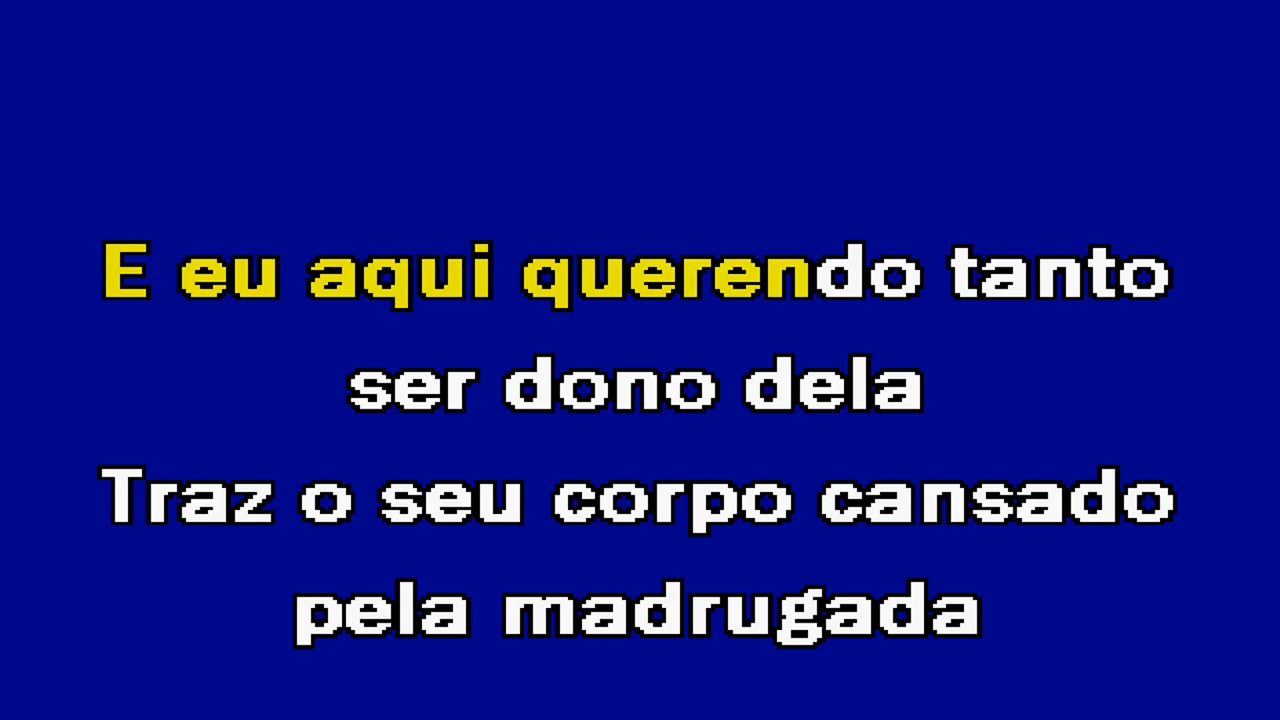 E eu aqui querendo tanto
ser dono dela
Traz o seu corpo cansado
pela madrugada